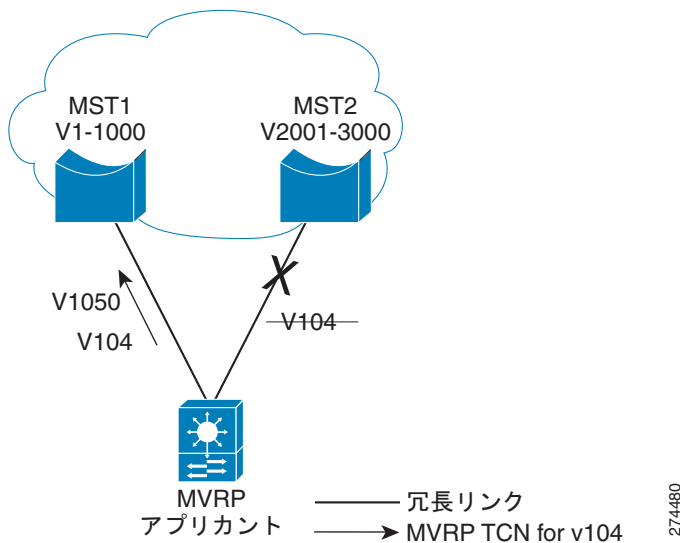 MST1
V1-1000
MST2
V2001-3000
V1050
V104
V104
MVRP
アプリカント
冗長リンク
MVRP TCN for v104
274480